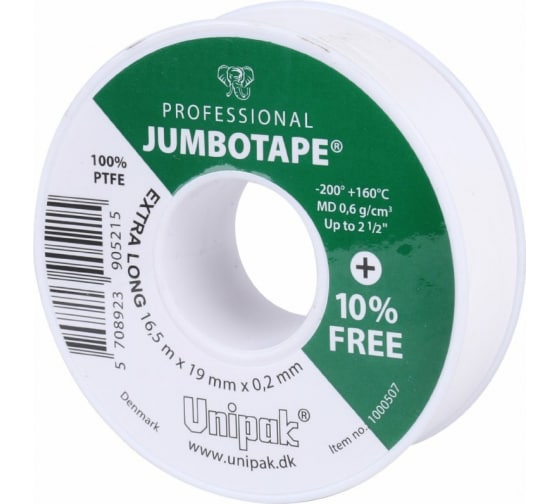 PROFESSIONAL
JUMBOTAPE®
100%
PTFE
-200° +160°C
MD 0,6 g/cm³
Up to 2 1/2"
+
10%
FREE
EXTRA LONG 16,5 m x 19 mm x 0,2 mm
5 708923 905215
Denmark
Unipak®
www.unipak.dk
Item no.: 1000507